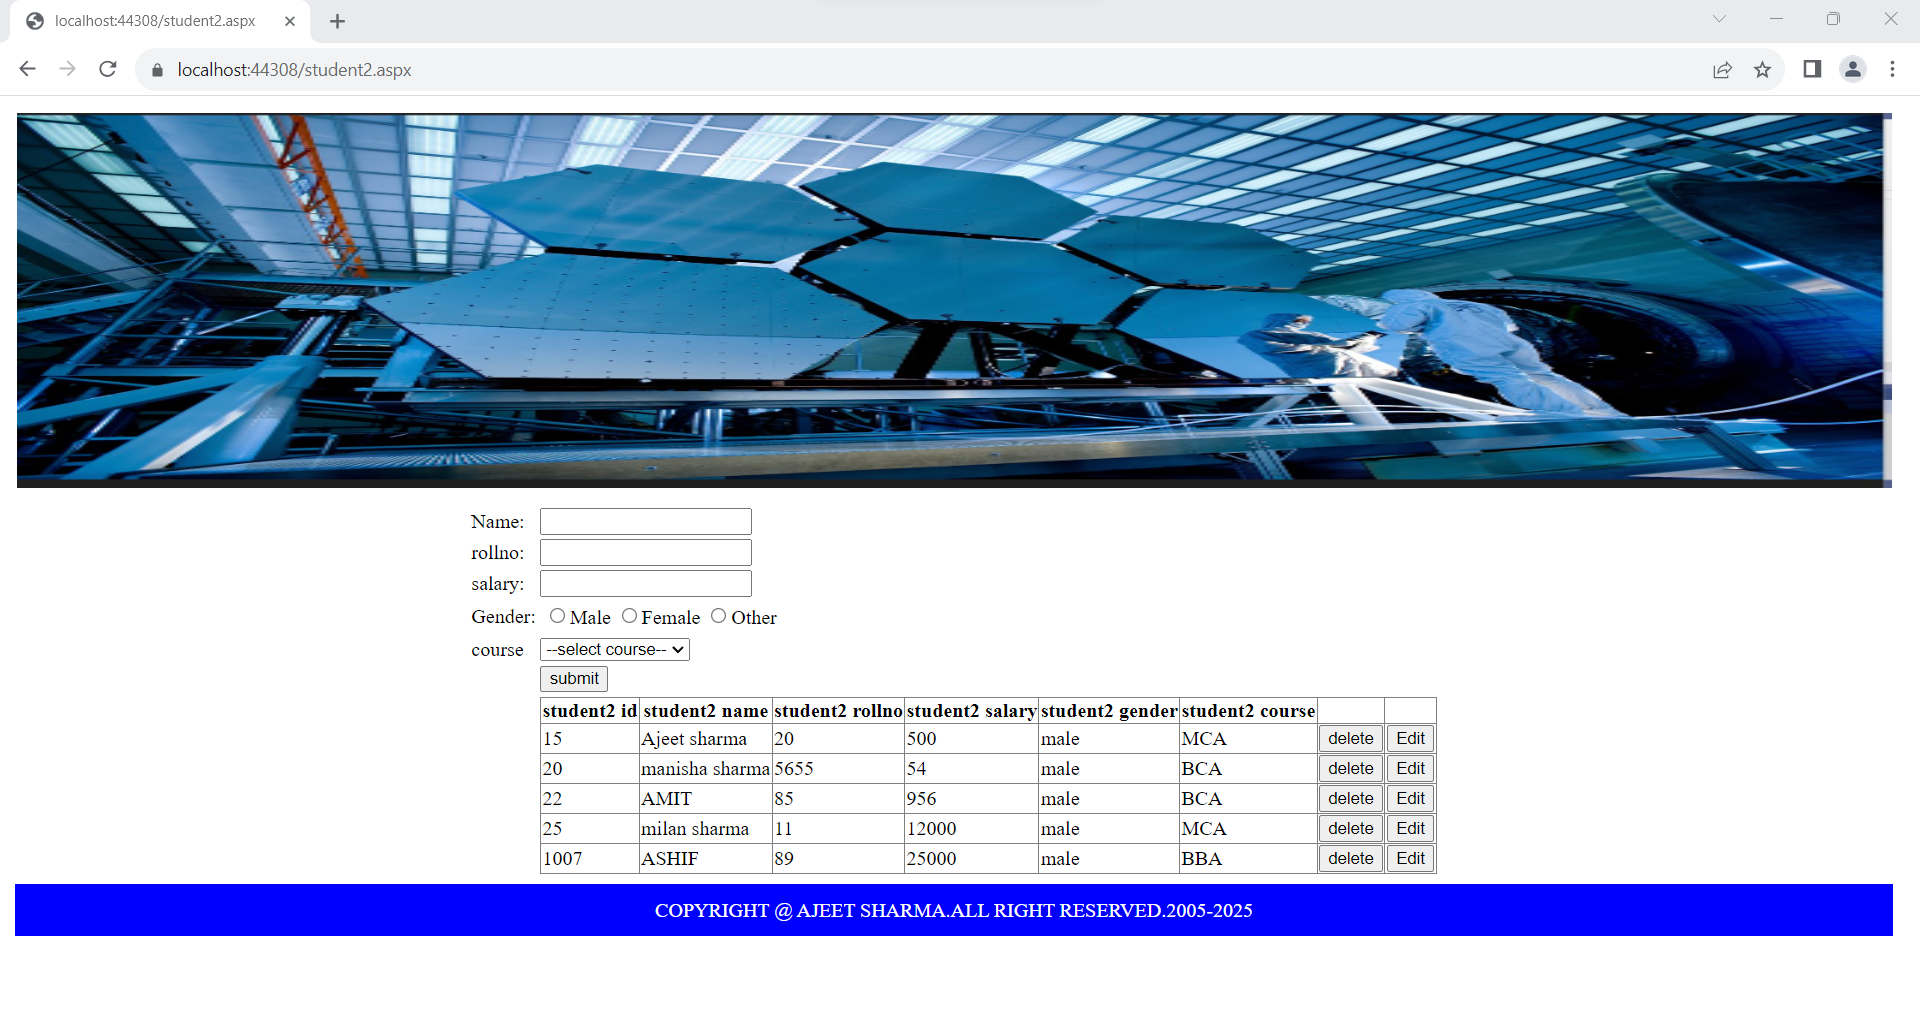 localhost:44308/student2.aspx
localhost:44308/student2.aspx
Name:
rollno:
salary:
Gender: Male Female Other
course --select course--
submit
student2 id student2 name student2 rollno student2 salary student2 gender student2 course
15 Ajeet sharma 20 500 male MCA delete Edit
20 manisha sharma 5655 54 male BCA delete Edit
22 AMIT 85 956 male BCA delete Edit
25 milan sharma 11 12000 male MCA delete Edit
1007 ASHIF 89 25000 male BBA delete Edit
COPYRIGHT @ AJEET SHARMA.ALL RIGHT RESERVED.2005-2025